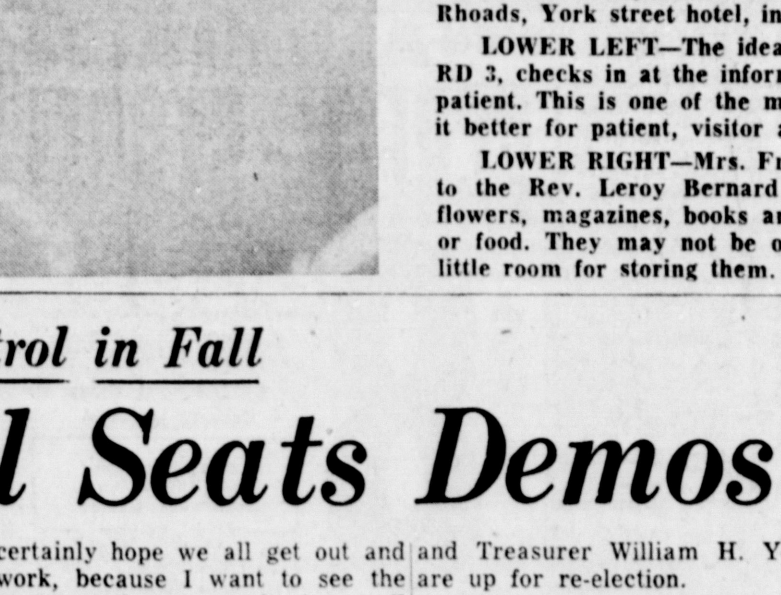 Rhoads, York street hotel, in
LOWER LEFT—The idea
RD 3, checks in at the infor
patient. This is one of the m
it better for patient, visitor
LOWER RIGHT—Mrs. Fr
to the Rev. Leroy Bernard
flowers, magazines, books a
or food. They may not be o
little room for storing them.
trol in Fall
l Seats Demos
certainly hope we all get out and
work, because I want to see the
and Treasurer William H. Y
are up for re-election.